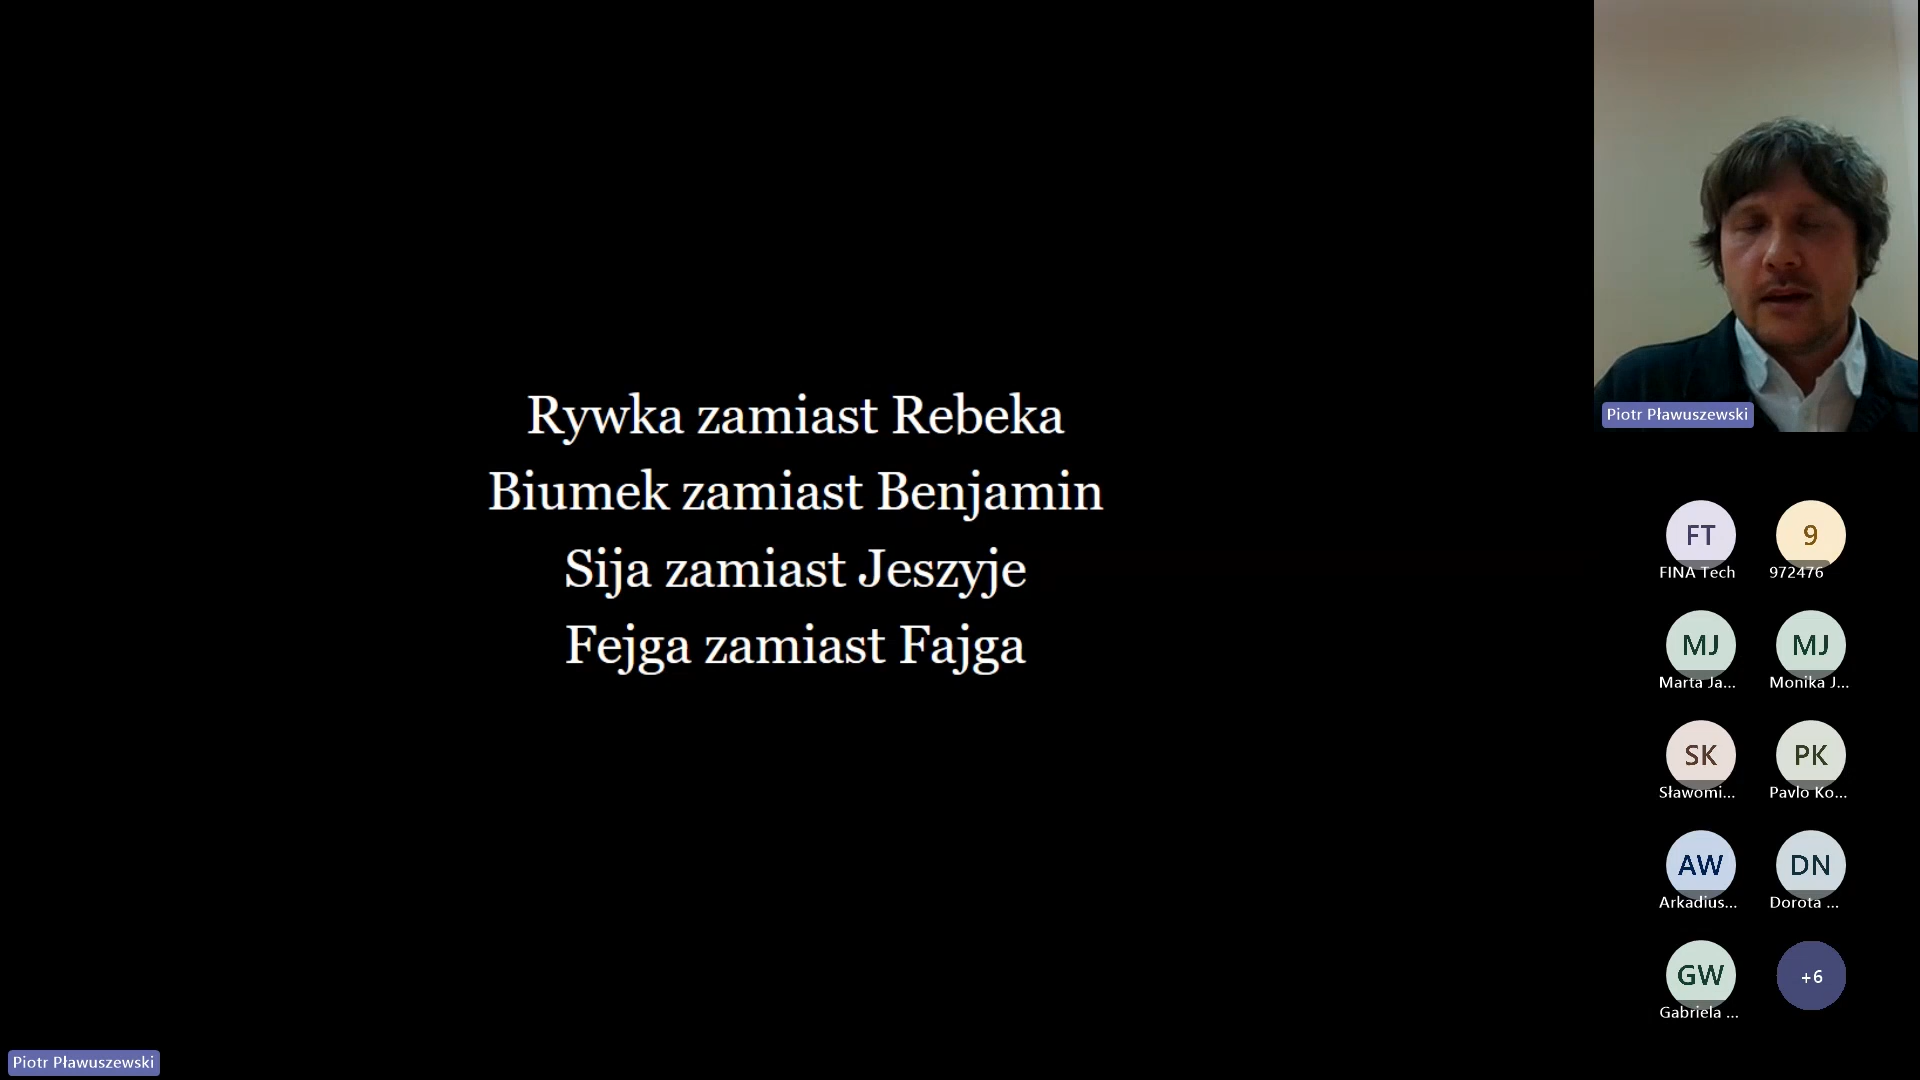 Rywka zamiast Rebeka
Biumek zamiast Benjamin
Sija zamiast Jeszyje
Fejga zamiast Fajga
Piotr Pławuszewski
FT
FINA Tech
9
972476
MJ
Marta Ja...
MJ
Monika J...
SK
Sławomi...
PK
Pavlo Ko...
AW
Arkadius...
DN
Dorota ...
GW
Gabriela ...
+6
Piotr Pławuszewski